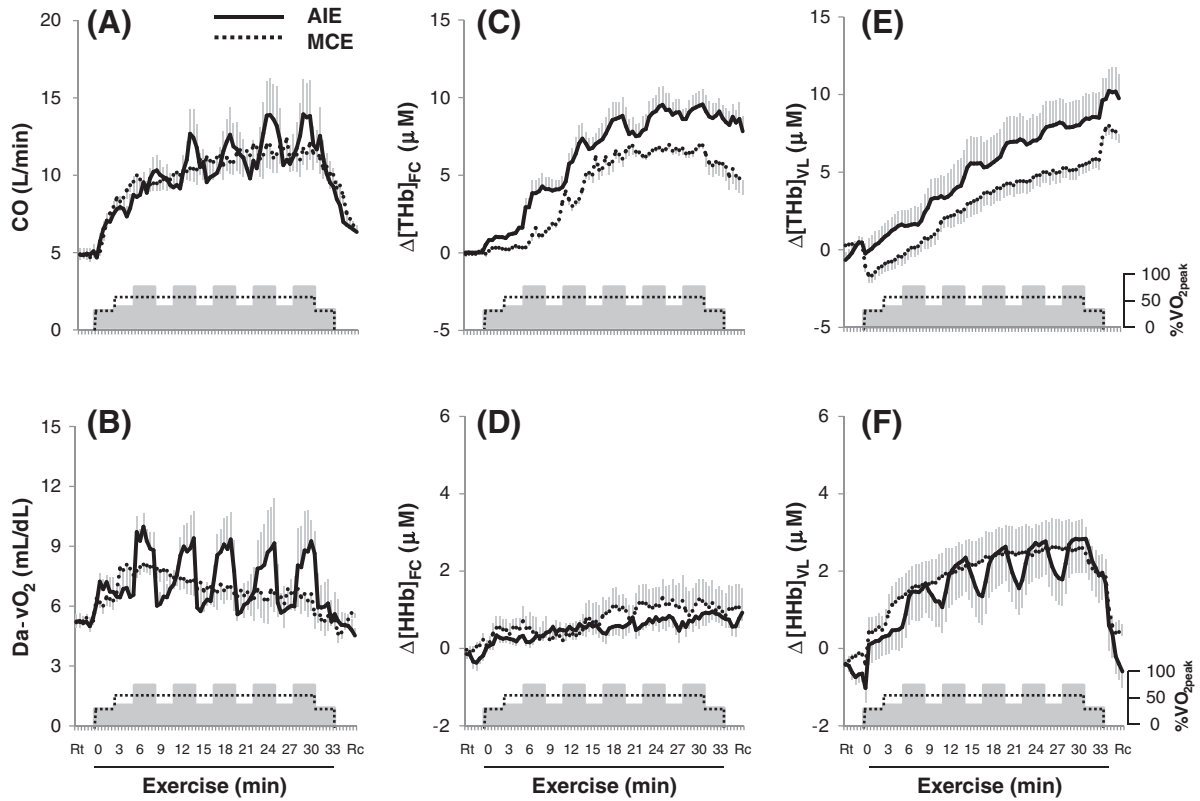 (A)
AIE
MCE
CO (L/min)
20
15
10
5
0
(C)
Δ[THb]FC (μ M)
15
10
5
0
-5
(E)
Δ[THb]VL (μ M)
15
10
5
0
-5
100
50
0
%VO2peak
(B)
Da- vO2 (mL/dL)
15
12
9
6
3
0
Rt 0 3 6 9 12 15 18 21 24 27 30 33 Rc
Exercise (min)
(D)
Δ[HHb]FC (μ M)
6
4
2
0
-2
Rt 0 3 6 9 12 15 18 21 24 27 30 33 Rc
Exercise (min)
(F)
Δ[HHb]VL (μ M)
6
4
2
0
-2
100
50
0
%VO2peak
Rt 0 3 6 9 12 15 18 21 24 27 30 33 Rc
Exercise (min)